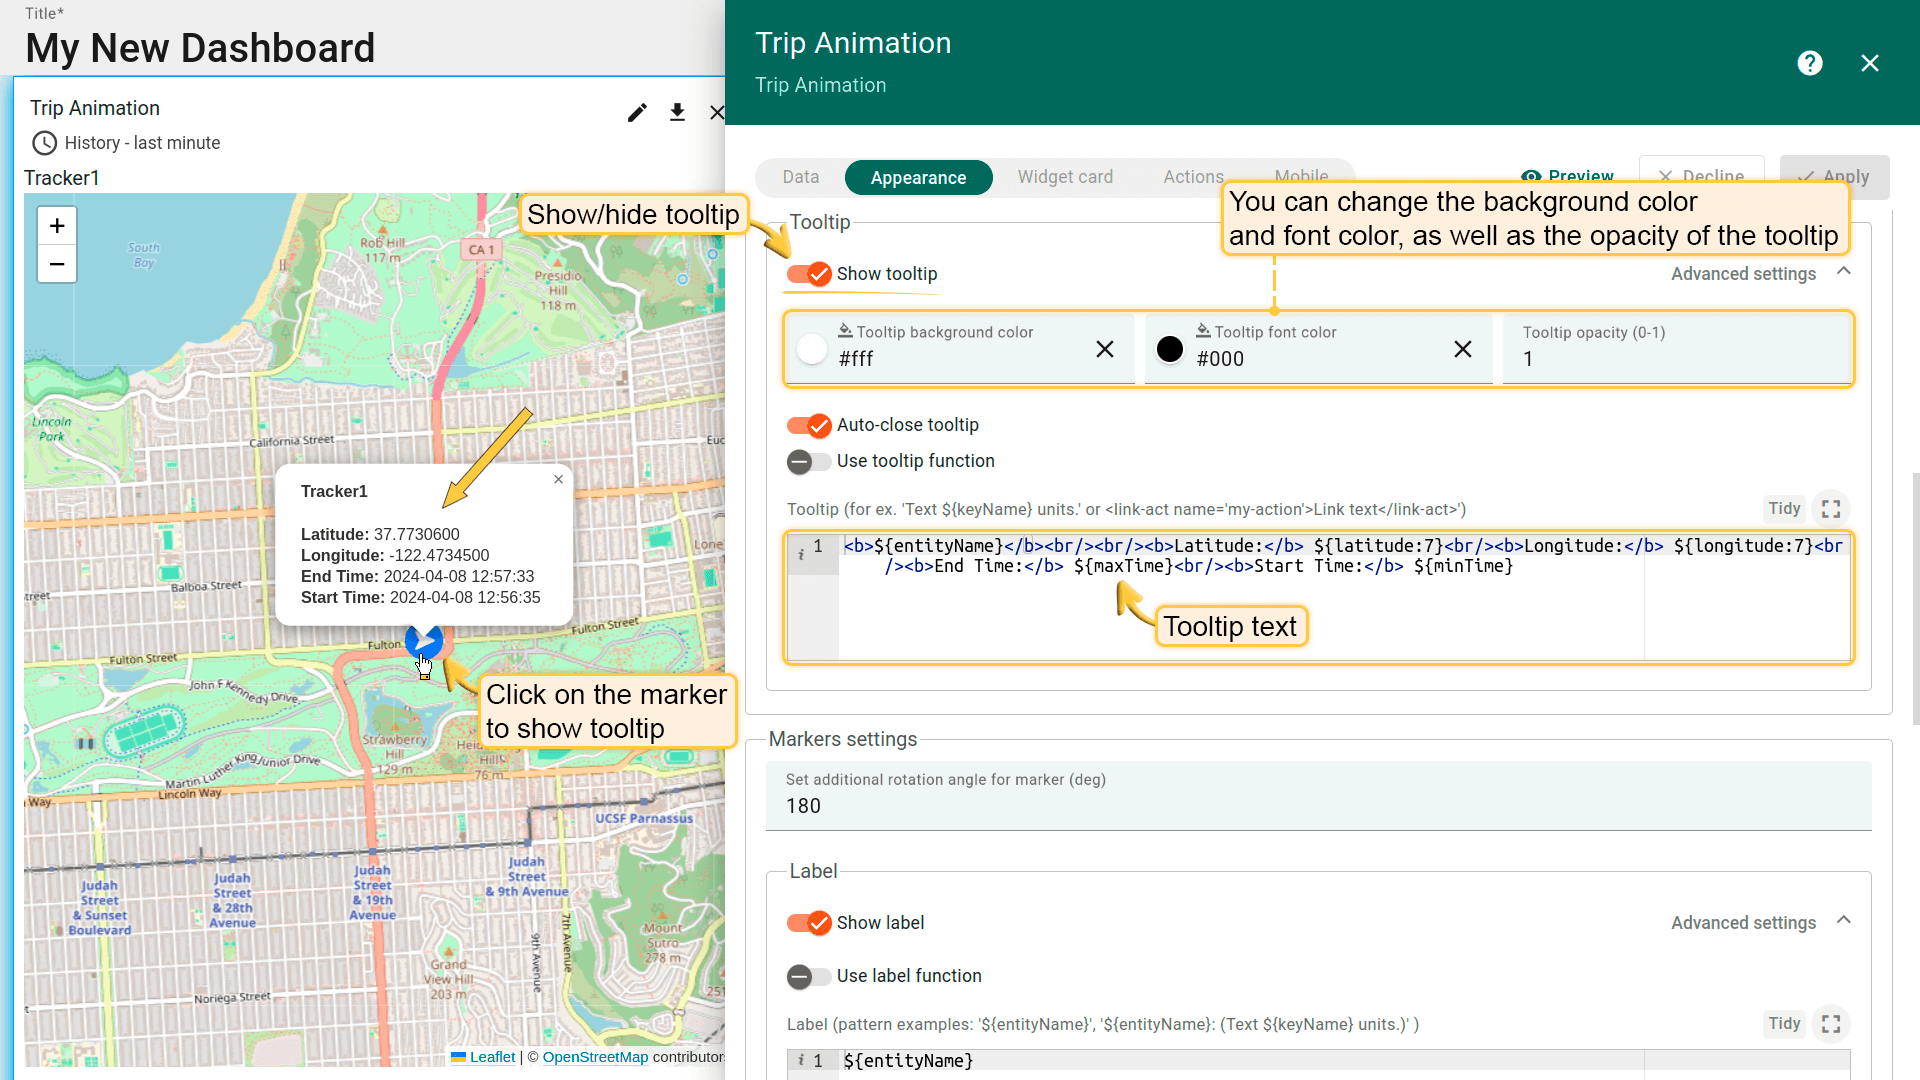 Title*
My New Dashboard
Trip Animation
History - last minute
Tracker1
+
−
South
Bay
Rob Hill
117 m
CA 1
Presidio
Hill
118 m
Lincoln
Park
California Street
Euc
Tracker1
Latitude: 37.7730600
Longitude: -122.4734500
End Time: 2024-04-08 12:57:33
Start Time: 2024-04-08 12:56:35
Lone
Balboa Street
treet
Fulton
Fulton Street
Fulton Street
John F Kennedy Drive
Click on the marker
to show tooltip
Strawberry
Hill
129 m
Hei
Hill
76 m
Martin Luther King Junior Drive
Way
Lincoln Way
UCSF Parnassus
Judah
Street
& Sunset
Boulevard
Judah
Street
& 28th
Avenue
Judah
Street
& 19th
Avenue
Judah
Street
& 9th Avenue
7th Avenue
9th Avenue
Mount
Sutro
278 m
Grand
View Hill
203 m
251
Noriega Street
Leaflet | © OpenStreetMap contributors
Trip Animation
Trip Animation
Data
Appearance
Widget card
Actions
Mobile
Preview
Decline
Apply
Show/hide tooltip
You can change the background color
and font color, as well as the opacity of the tooltip
Tooltip
Show tooltip
Advanced settings
Tooltip background color
#fff
Tooltip font color
#000
Tooltip opacity (0-1)
1
Auto-close tooltip
Use tooltip function
Tooltip (for ex. 'Text ${keyName} units.' or <link-act name='my-action'>Link text</link-act>')
Tidy
i 1 <b>${entityName}</b><br/><br/><b>Latitude:</b> ${latitude:7}<br/><b>Longitude:</b> ${longitude:7}<br
/><b>End Time:</b> ${maxTime}<br/><b>Start Time:</b> ${minTime}
Tooltip text
Markers settings
Set additional rotation angle for marker (deg)
180
Label
Show label
Advanced settings
Use label function
Label (pattern examples: '${entityName}', '${entityName}: (Text ${keyName} units.)' )
Tidy
i 1 ${entityName}